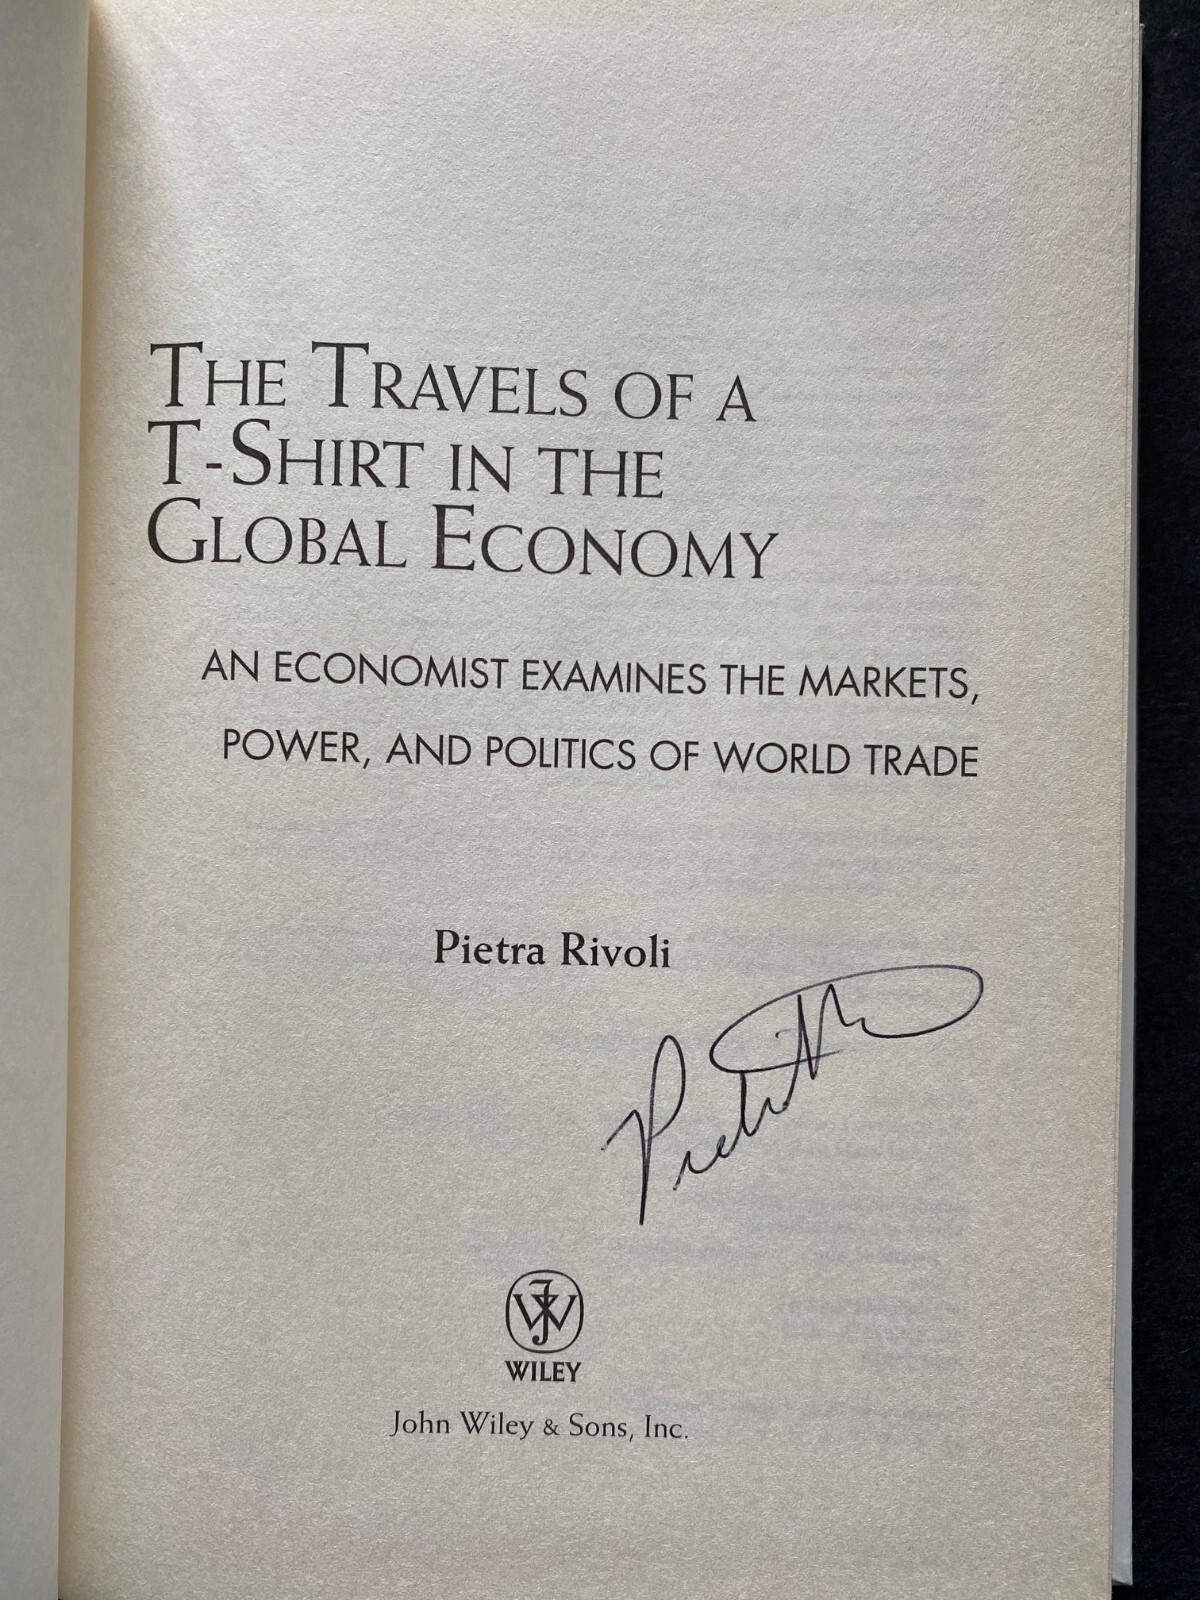 THE TRAVELS OF A
T-SHIRT IN THE
GLOBAL ECONOMY
AN ECONOMIST EXAMINES THE MARKETS,
POWER, AND POLITICS OF WORLD TRADE
Pietra Rivoli
WILEY
John Wiley & Sons, Inc.